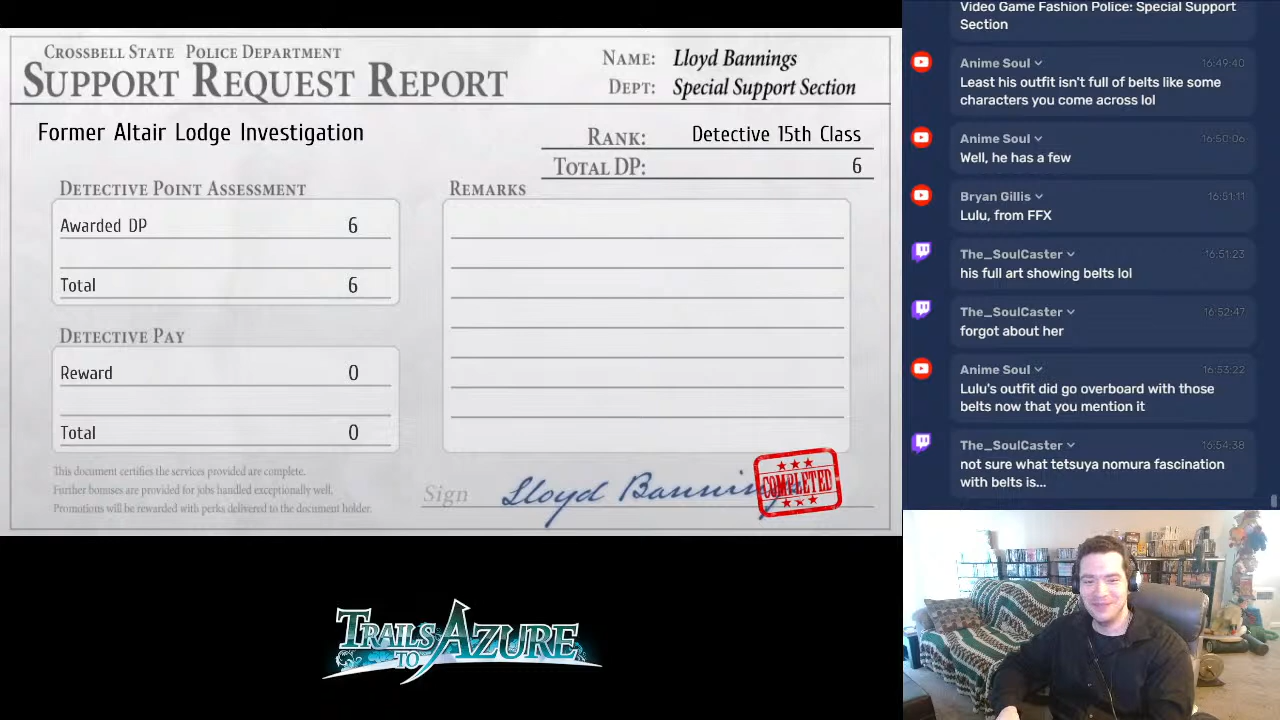 CROSSBELL STATE POLICE DEPARTMENT
SUPPORT REQUEST REPORT
NAME: Lloyd Bannings
DEPT: Special Support Section
Former Altair Lodge Investigation
RANK: Detective 15th Class
TOTAL DP: 6
DETECTIVE POINT ASSESSMENT
Awarded DP 6
Total 6
DETECTIVE PAY
Reward 0
Total 0
This document certifies the services provided are complete.
Further bonuses are provided for jobs handled exceptionally well.
Promotions will be rewarded with perks delivered to the document holder.
REMARKS
Sign Lloyd Bannings
COMPLETED
TRAILS TO AZURE
Video Game Fashion Police: Special Support
Section
Anime Soul 16:49:40
Least his outfit isn't full of belts like some
characters you come across lol
Anime Soul 16:50:06
Well, he has a few
Bryan Gillis 16:51:11
Lulu, from FFX
The_SoulCaster 16:51:23
his full art showing belts lol
The_SoulCaster 16:52:47
forgot about her
Anime Soul 16:53:22
Lulu's outfit did go overboard with those
belts now that you mention it
The_SoulCaster 16:54:38
not sure what tetsuya nomura fascination
with belts is...